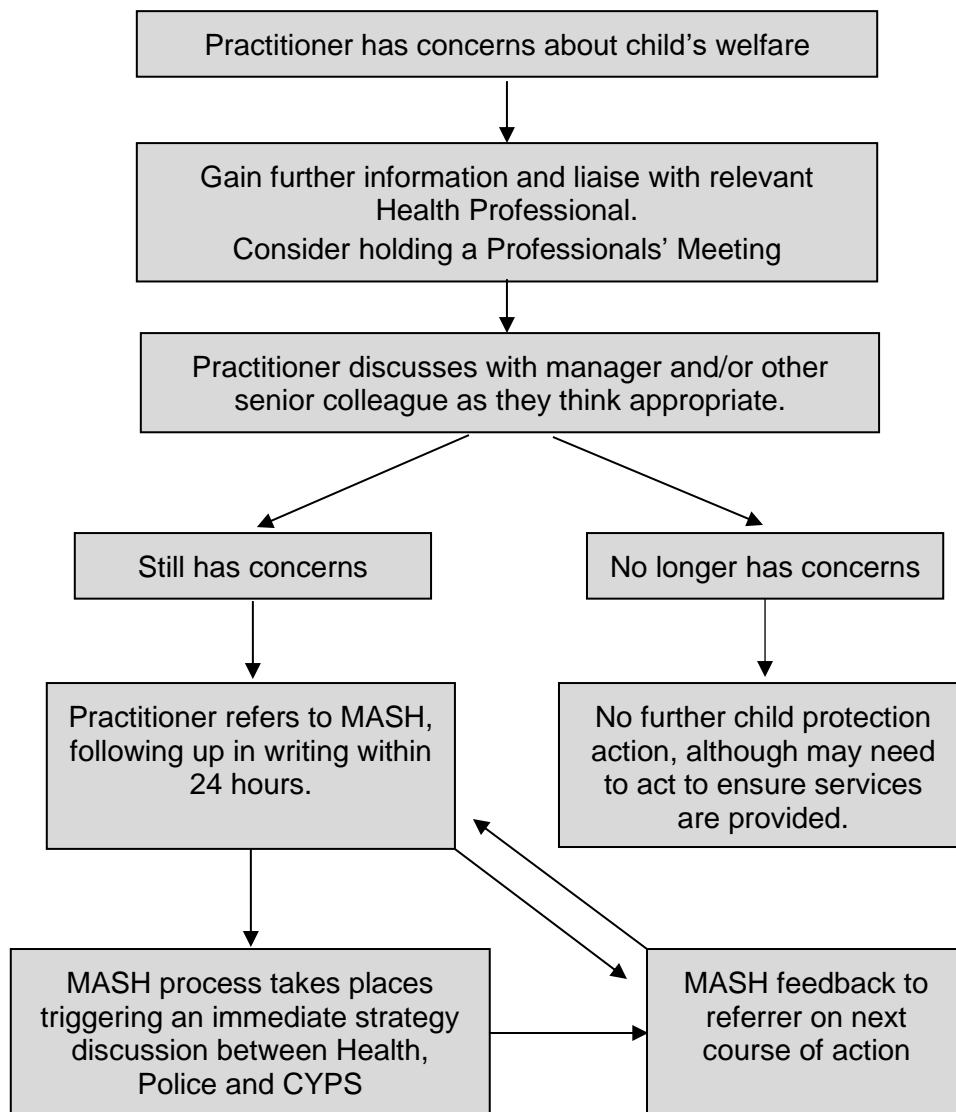 Practitioner has concerns about child’s welfare
Gain further information and liaise with relevant
Health Professional.
Consider holding a Professionals’ Meeting
Practitioner discusses with manager and/or other
senior colleague as they think appropriate.
Still has concerns
No longer has concerns
Practitioner refers to MASH,
following up in writing within
24 hours.
No further child protection
action, although may need
to act to ensure services
are provided.
MASH process takes places
triggering an immediate strategy
discussion between Health,
Police and CYPS
MASH feedback to
referrer on next
course of action